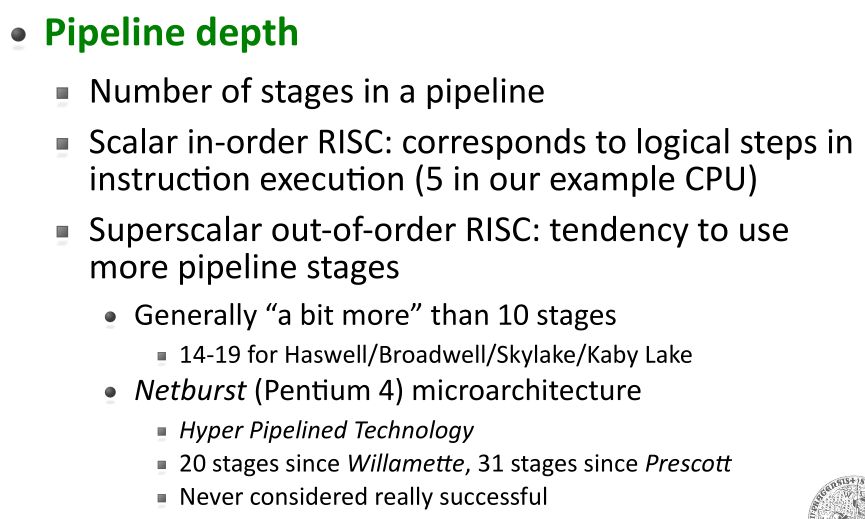 Pipeline depth
Number of stages in a pipeline
Scalar in-order RISC: corresponds to logical steps in
instruction execution (5 in our example CPU)
Superscalar out-of-order RISC: tendency to use
more pipeline stages
Generally “a bit more” than 10 stages
14-19 for Haswell/Broadwell/Skylake/Kaby Lake
Netburst (Pentium 4) microarchitecture
Hyper Pipelined Technology
20 stages since Willamette, 31 stages since Prescott
Never considered really successful